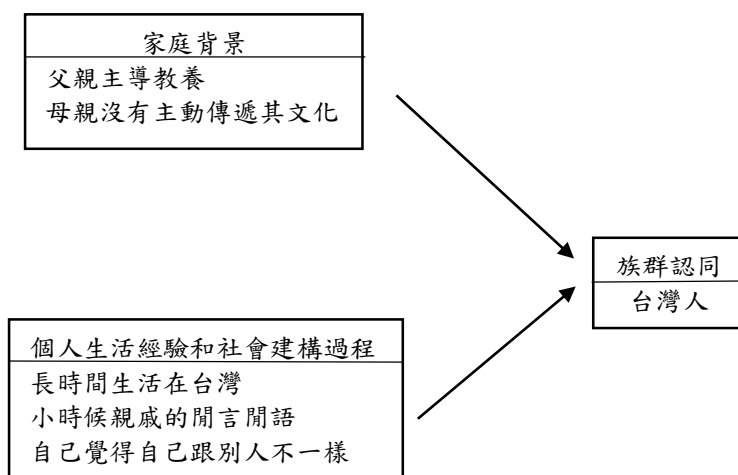 家庭背景
父親主導教養
母親沒有主動傳遞其文化
族群認同
台灣人
個人生活經驗和社會建構過程
長時間生活在台灣
小時候親戚的閒言閒語
自己覺得自己跟別人不一樣